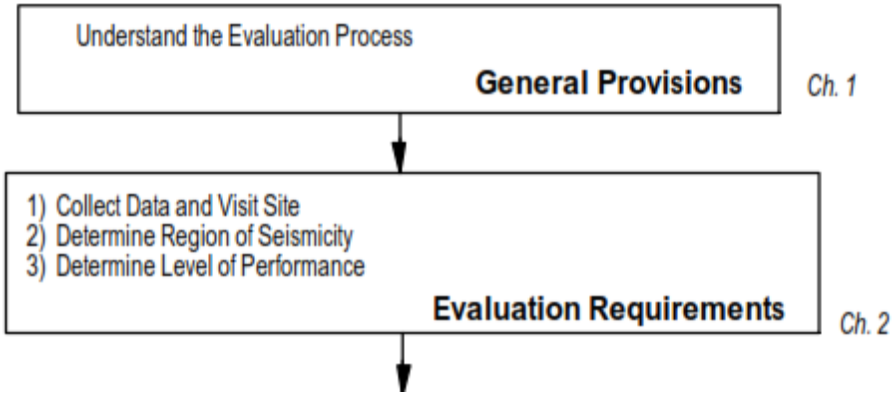 Understand the Evaluation Process
General Provisions
Ch. 1
1) Collect Data and Visit Site
2) Determine Region of Seismicity
3) Determine Level of Performance
Evaluation Requirements
Ch. 2